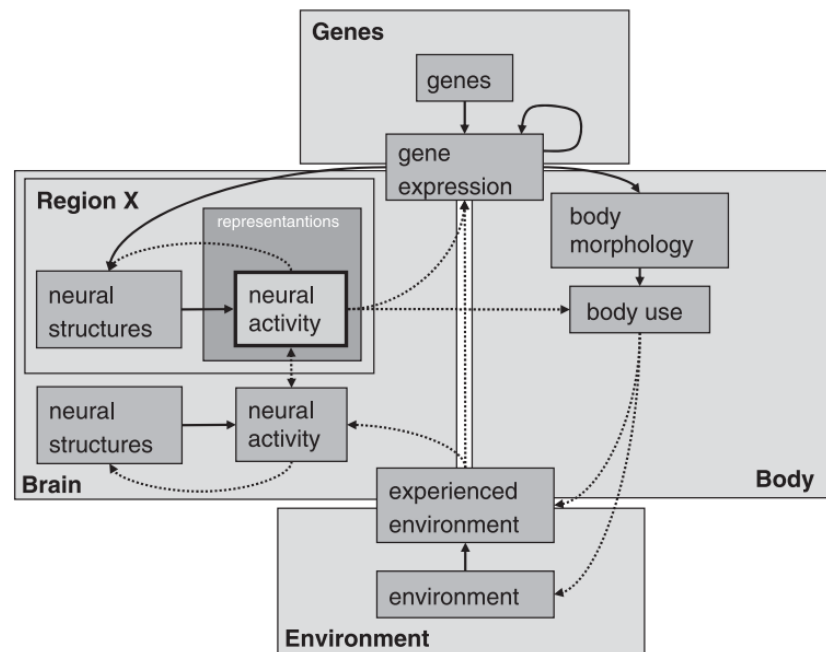 Genes
genes
gene
expression
Region X
representantions
body
morphology
neural
structures
neural
activity
body use
neural
structures
neural
activity
Brain
experienced
environment
Body
environment
Environment